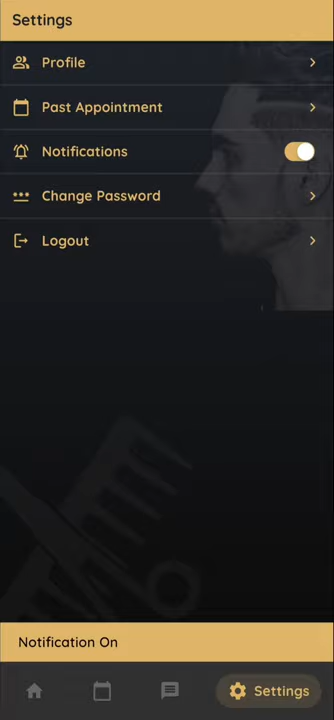 Settings
Profile
Past Appointment
Notifications
Change Password
Logout
Notification On
Settings